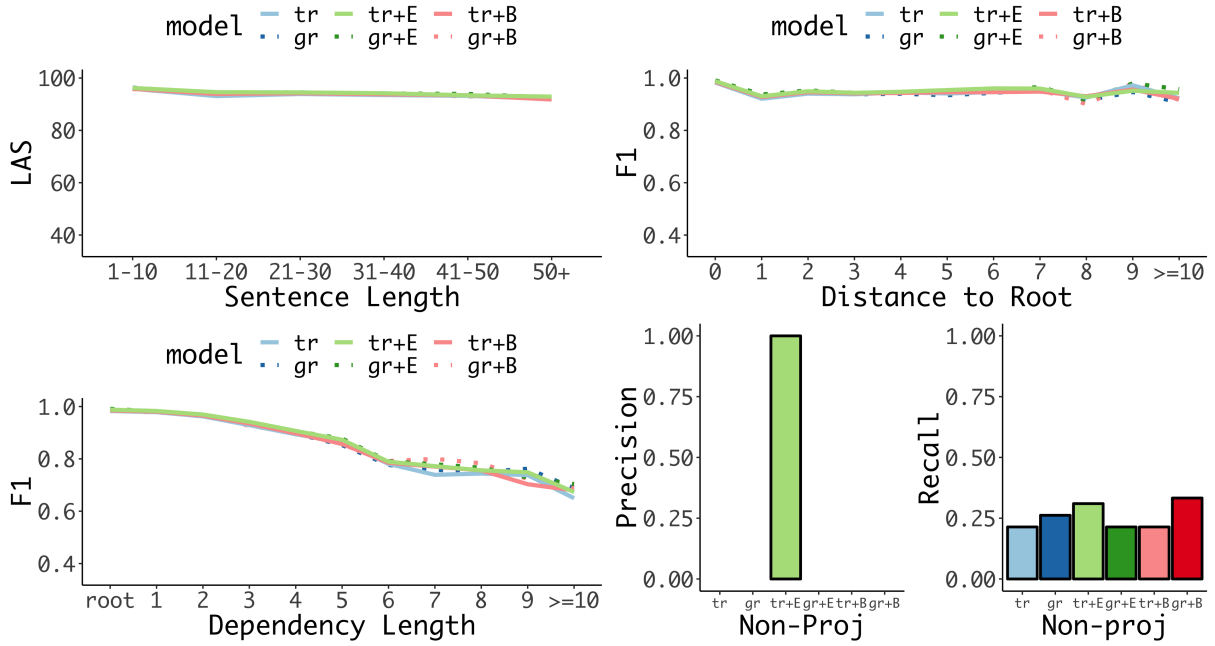 model tr tr+E tr+B
gr gr+E gr+B
100
80
60
40
LAS
1-10 11-20 21-30 31-40 41-50 50+
Sentence Length
model tr tr+E tr+B
gr gr+E gr+B
1.0
0.8
0.6
0.4
F1
0 1 2 3 4 5 6 7 8 9 >=10
Distance to Root
model tr tr+E tr+B
gr gr+E gr+B
1.0
0.8
0.6
0.4
F1
root 1 2 3 4 5 6 7 8 9 >=10
Dependency Length
1.00
0.75
0.50
0.25
0.00
Precision
tr gr tr+E gr+E tr+B gr+B
Non-Proj
1.00
0.75
0.50
0.25
0.00
Recall
tr gr tr+E gr+E tr+B gr+B
Non-proj